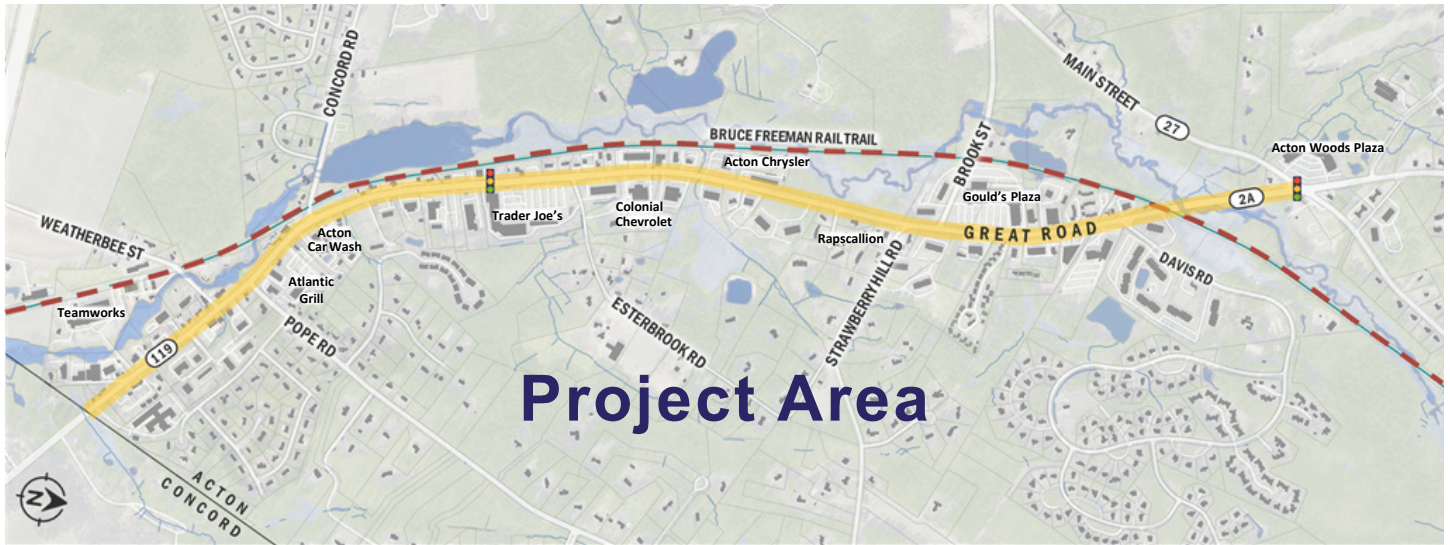 CONCORD RD
MAIN STREET
27
BRUCE FREEMAN RAIL TRAIL
Acton Woods Plaza
BROOK ST
Acton Chrysler
2A
Gould's Plaza
Trader Joe's
Colonial
Chevrolet
WEATHERBEE ST
Acton
Car Wash
Rapscallion
GREAT ROAD
STRAWBERRY HILL RD
DAVIS RD
Atlantic
Grill
Teamworks
ESTERBROOK RD
POPE RD
119
Project Area
ACTON
CONCORD
N